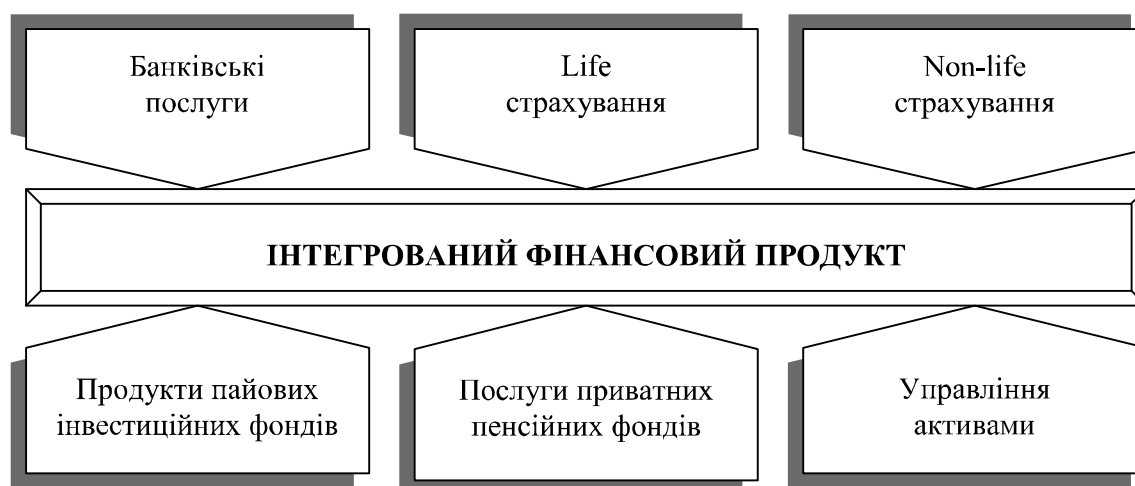 Банківські
послуги
Life
страхування
Non-life
страхування
ІНТЕГРОВАНИЙ ФІНАНСОВИЙ ПРОДУКТ
Продукти пайових
інвестиційних фондів
Послуги приватних
пенсійних фондів
Управління
активами